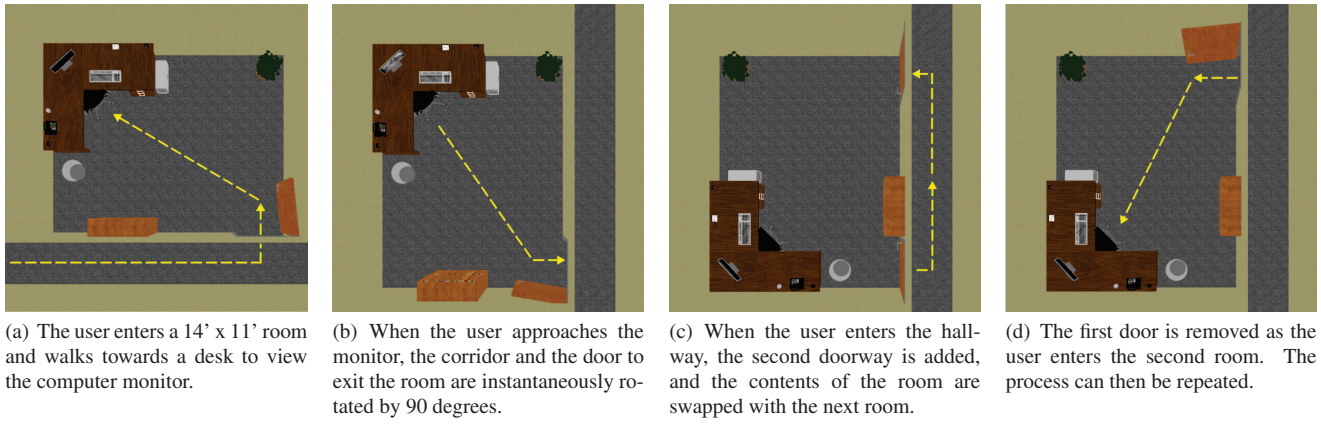 (a) The user enters a 14' x 11' room
and walks towards a desk to view
the computer monitor.
(b) When the user approaches the
monitor, the corridor and the door to
exit the room are instantaneously ro-
tated by 90 degrees.
(c) When the user enters the hall-
way, the second doorway is added,
and the contents of the room are
swapped with the next room.
(d) The first door is removed as the
user enters the second room. The
process can then be repeated.